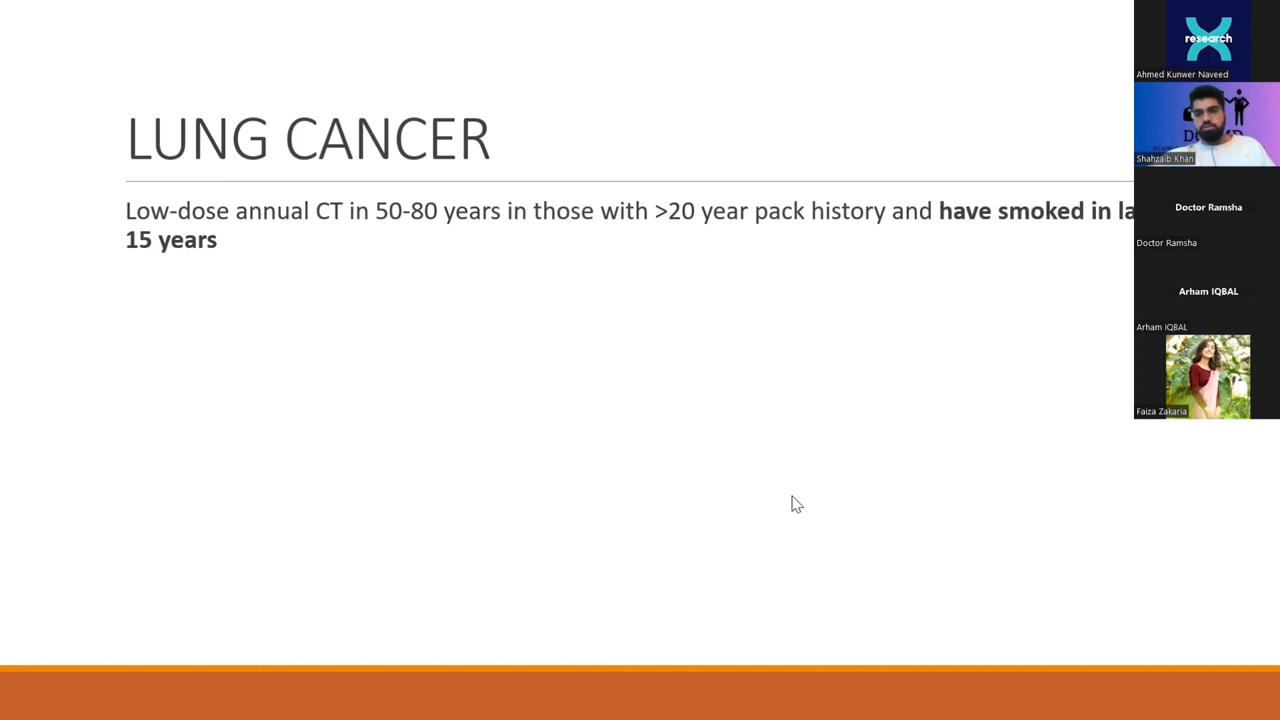 LUNG CANCER
Low-dose annual CT in 50-80 years in those with >20 year pack history and have smoked in la
15 years
research
Ahmed Kunwer Naveed
Shahzaib Khan
Doctor Ramsha
Doctor Ramsha
Arham IQBAL
Arham IQBAL
Faiza Zakaria